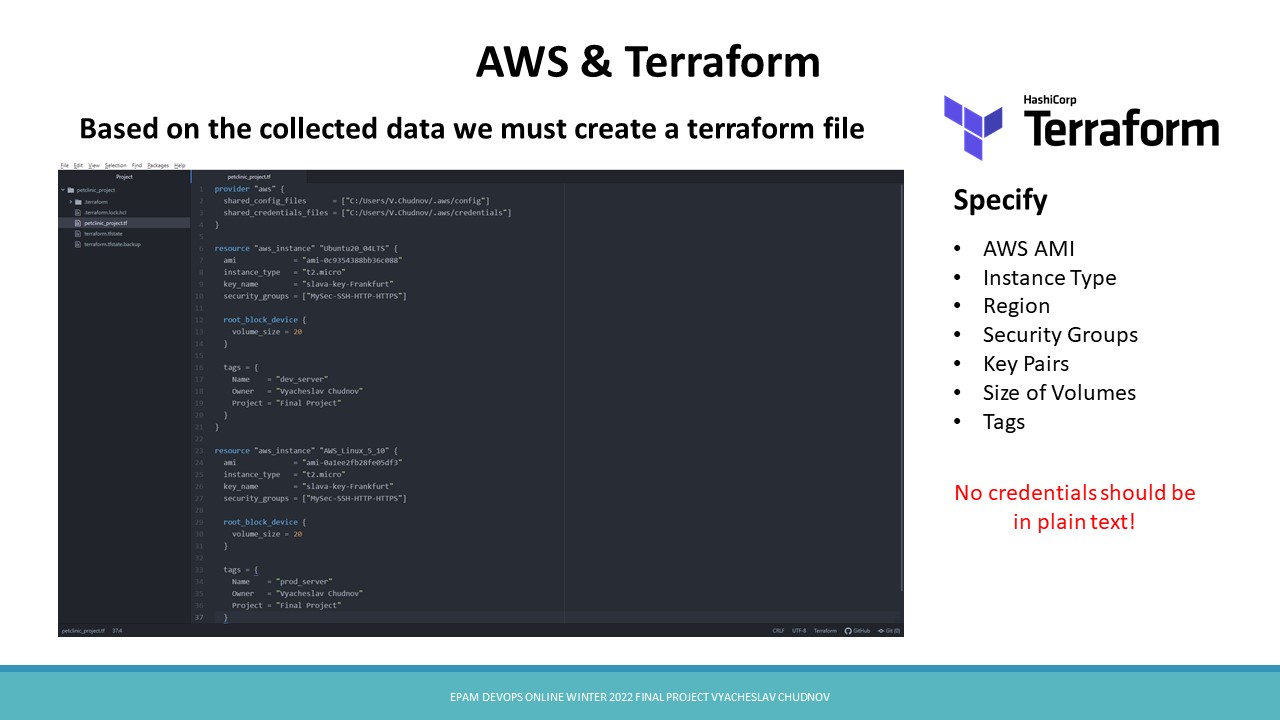 AWS & Terraform
Based on the collected data we must create a terraform file
HashiCorp
Terraform
File Edit View Selection Find Packages Help
Project
petclinic_project
.terraform
.terraform.lock.hcl
petclinic_project.tf
terraform.tfstate
terraform.tfstate.backup
petclinic_project.tf
1 provider "aws" {
2 shared_config_files = ["C:/Users/V.Chudnov/.aws/config"]
3 shared_credentials_files = ["C:/Users/V.Chudnov/.aws/credentials"]
4 }
5
6 resource "aws_instance" "Ubuntu20_04LTS" {
7 ami = "ami-0c9354388bb36c088"
8 instance_type = "t2.micro"
9 key_name = "slava-key-Frankfurt"
10 security_groups = ["MySec-SSH-HTTP-HTTPS"]
11
12 root_block_device {
13 volume_size = 20
14 }
15
16 tags = {
17 Name = "dev_server"
18 Owner = "Vyacheslav Chudnov"
19 Project = "Final Project"
20 }
21 }
22
23 resource "aws_instance" "AWS_Linux_5_10" {
24 ami = "ami-0a1ee2fb28fe05df3"
25 instance_type = "t2.micro"
26 key_name = "slava-key-Frankfurt"
27 security_groups = ["MySec-SSH-HTTP-HTTPS"]
28
29 root_block_device {
30 volume_size = 20
31 }
32
33 tags = {
34 Name = "prod_server"
35 Owner = "Vyacheslav Chudnov"
36 Project = "Final Project"
37 }
petclinic_project.tf 37:4
CRLF UTF-8 Terraform GitHub Git (0)
Specify
• AWS AMI
• Instance Type
• Region
• Security Groups
• Key Pairs
• Size of Volumes
• Tags
No credentials should be
in plain text!
EPAM DEVOPS ONLINE WINTER 2022 FINAL PROJECT VYACHESLAV CHUDNOV